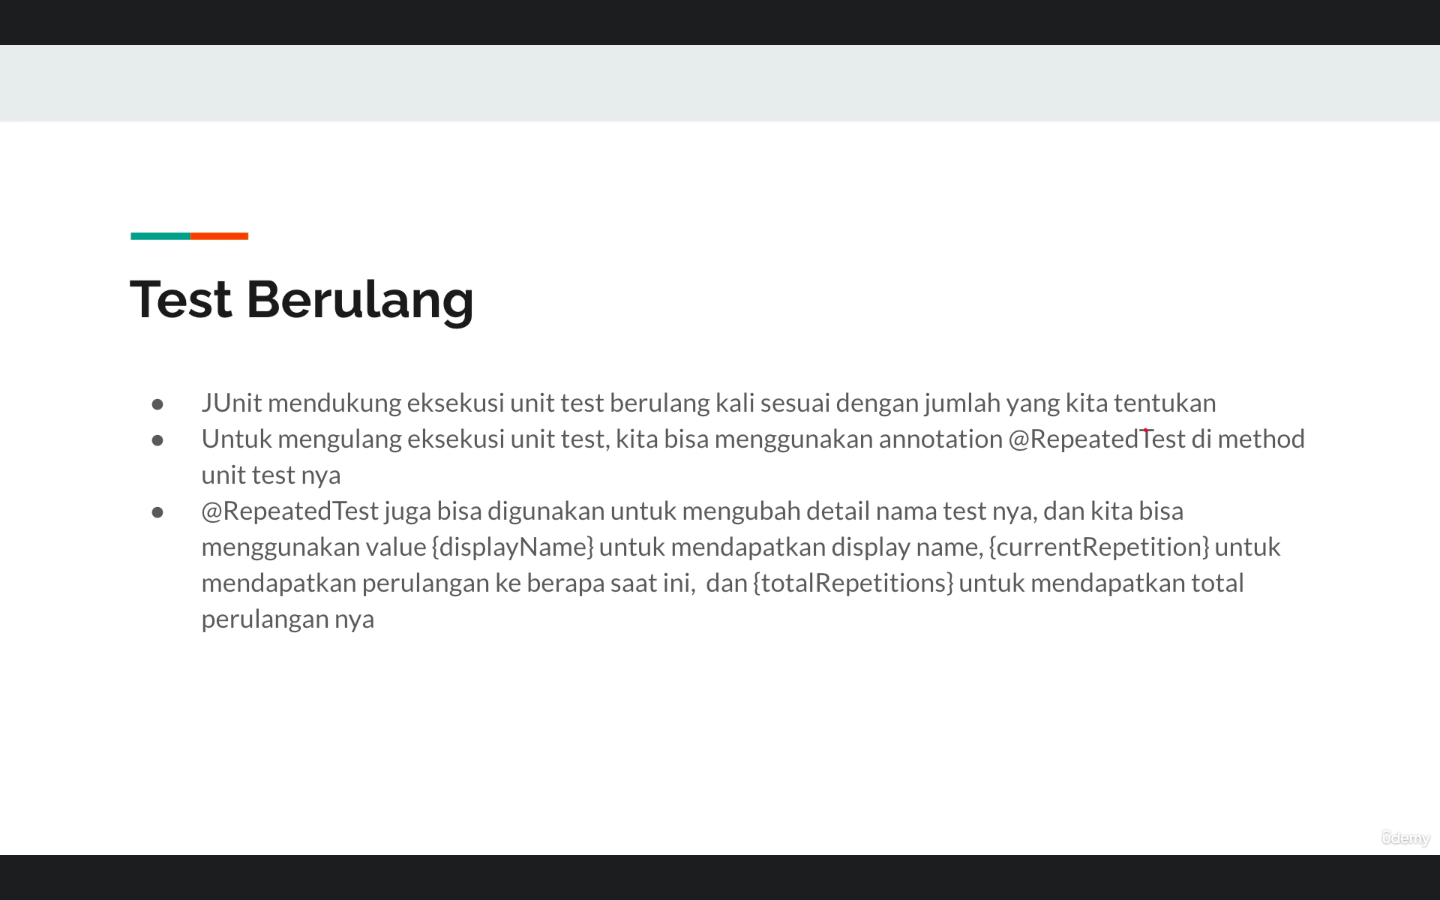 Test Berulang
● JUnit mendukung eksekusi unit test berulang kali sesuai dengan jumlah yang kita tentukan
● Untuk mengulang eksekusi unit test, kita bisa menggunakan annotation @RepeatedTest di method
unit test nya
● @RepeatedTest juga bisa digunakan untuk mengubah detail nama test nya, dan kita bisa
menggunakan value {displayName} untuk mendapatkan display name, {currentRepetition} untuk
mendapatkan perulangan ke berapa saat ini,  dan {totalRepetitions} untuk mendapatkan total
perulangan nya
ûdemy